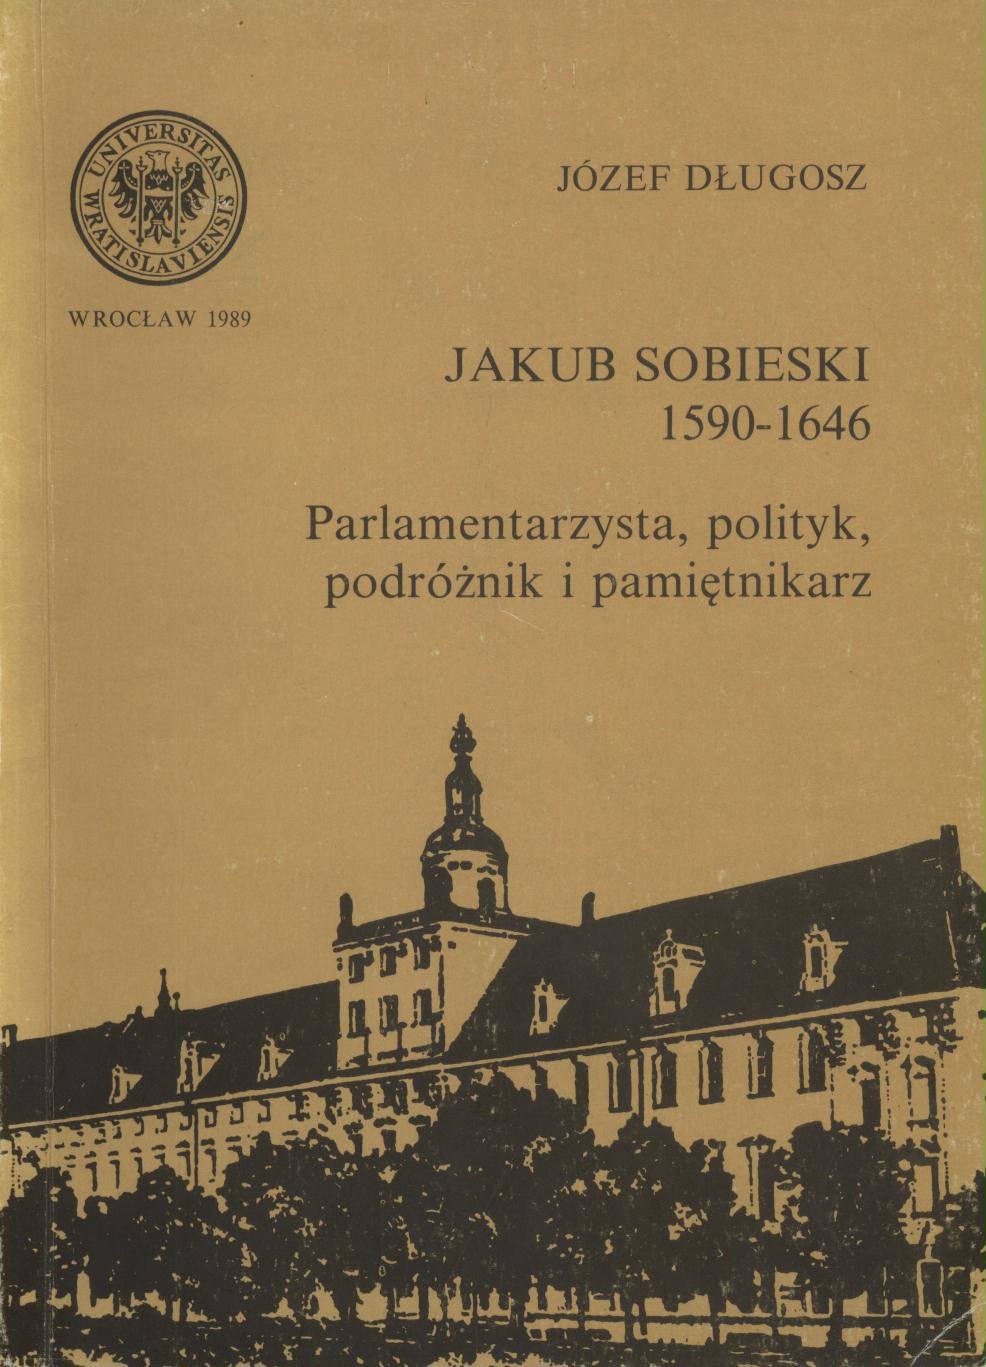 UNIVERSITAS
WRATISLAVIENSIS
WROCŁAW 1989
JÓZEF DŁUGOSZ
JAKUB SOBIESKI
1590-1646
Parlamentarzysta, polityk,
podróżnik i pamiętnikarz